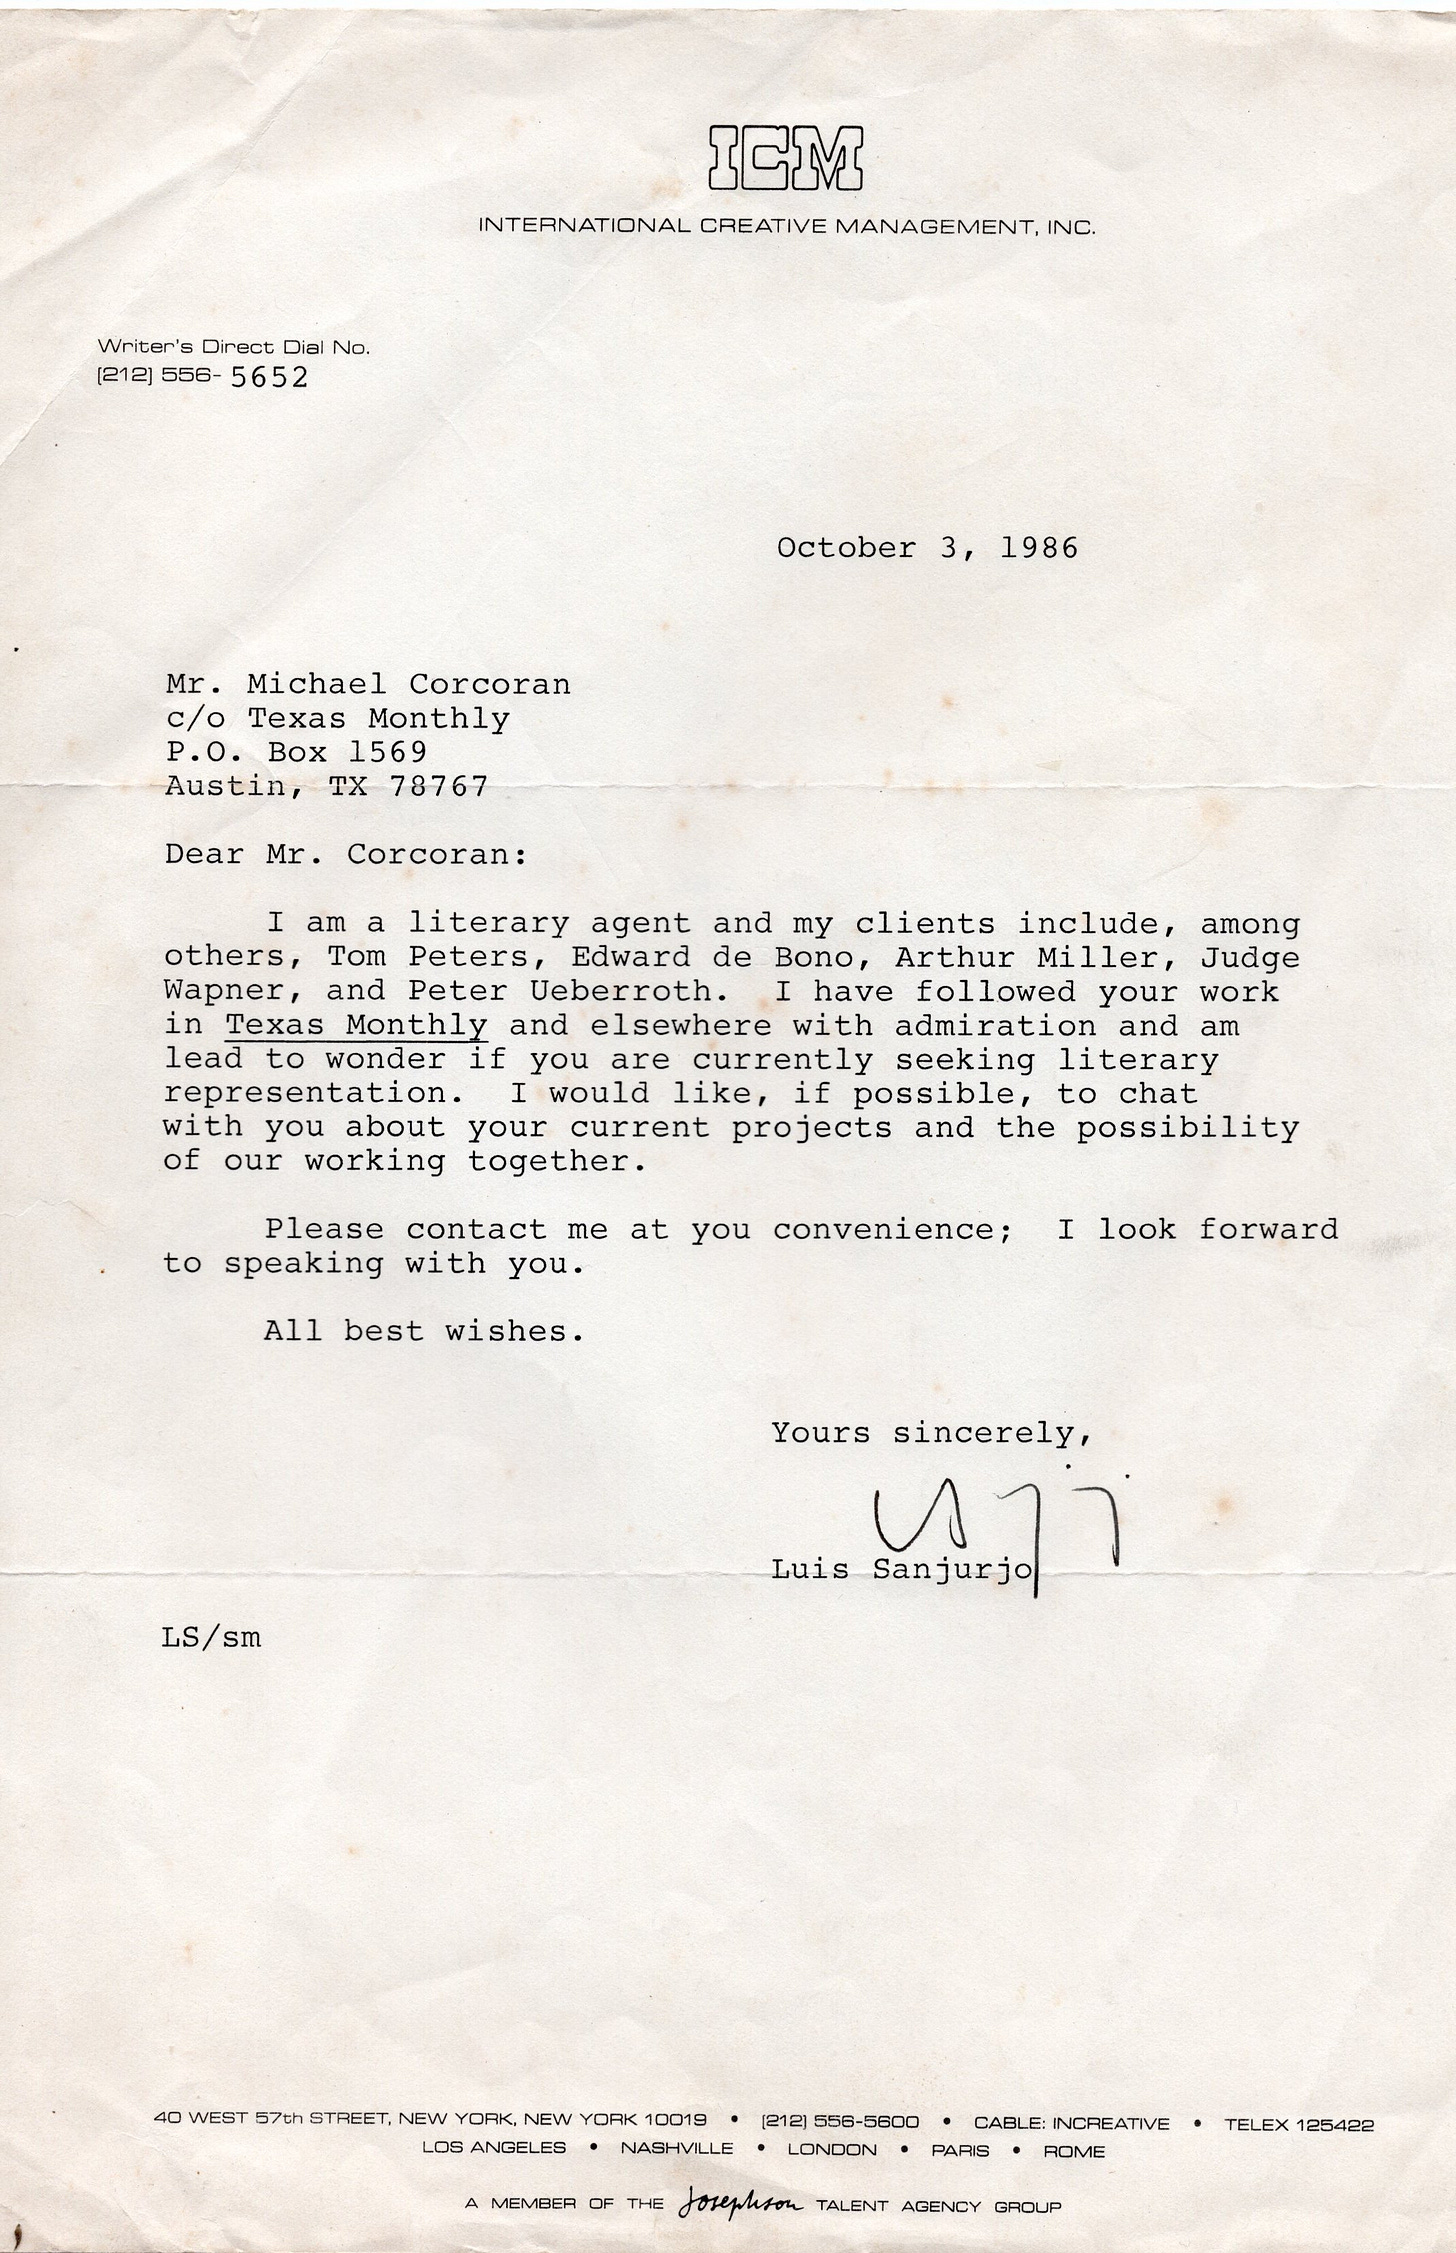 ICM
INTERNATIONAL CREATIVE MANAGEMENT, INC.
Writer's Direct Dial No.
(212) 556- 5652
October 3, 1986
Mr. Michael Corcoran
c/o Texas Monthly
P.O. Box 1569
Austin, TX 78767
Dear Mr. Corcoran:
I am a literary agent and my clients include, among
others, Tom Peters, Edward de Bono, Arthur Miller, Judge
Wapner, and Peter Ueberroth. I have followed your work
in Texas Monthly and elsewhere with admiration and am
lead to wonder if you are currently seeking literary
representation. I would like, if possible, to chat
with you about your current projects and the possibility
of our working together.
Please contact me at you convenience; I look forward
to speaking with you.
All best wishes.
Yours sincerely,
Luis Sanjurjo
LS/sm
40 WEST 57th STREET, NEW YORK, NEW YORK 10019 • (212) 556-5600 • CABLE: INCREATIVE • TELEX 125422
LOS ANGELES • NASHVILLE • LONDON • PARIS • ROME
A MEMBER OF THE Josephson TALENT AGENCY GROUP